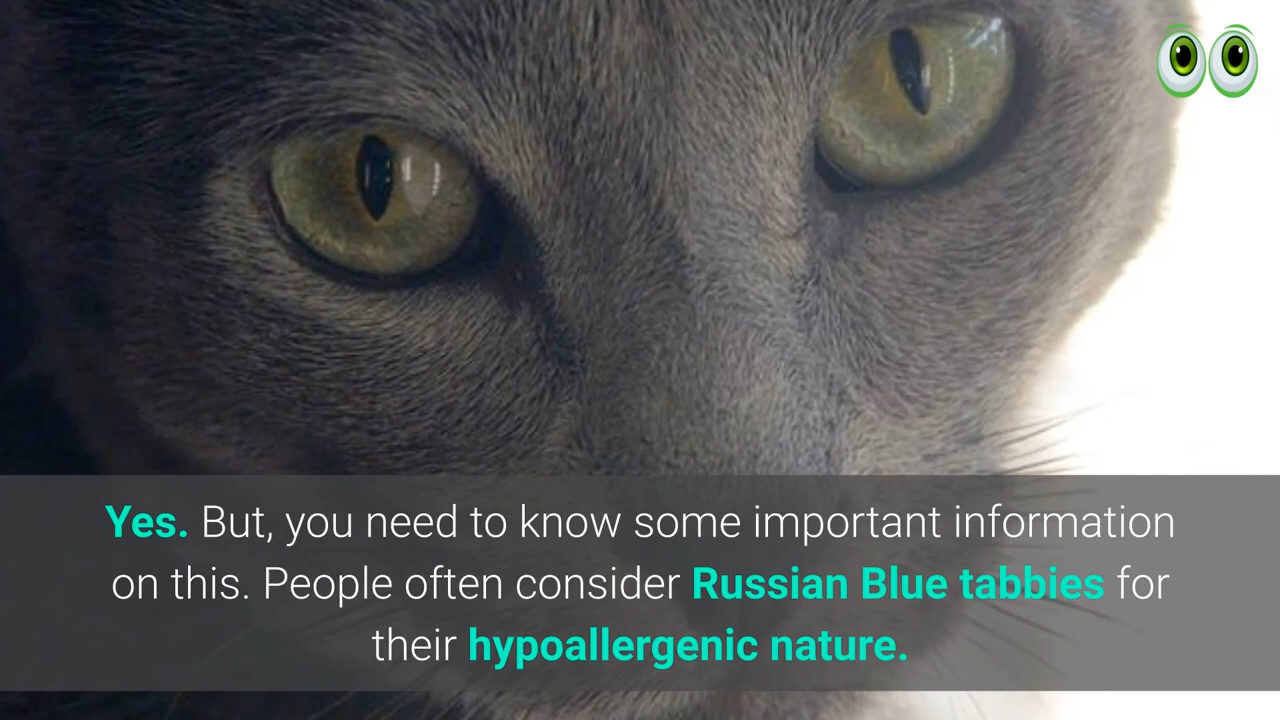 Yes. But, you need to know some important information
on this. People often consider Russian Blue tabbies for
their hypoallergenic nature.